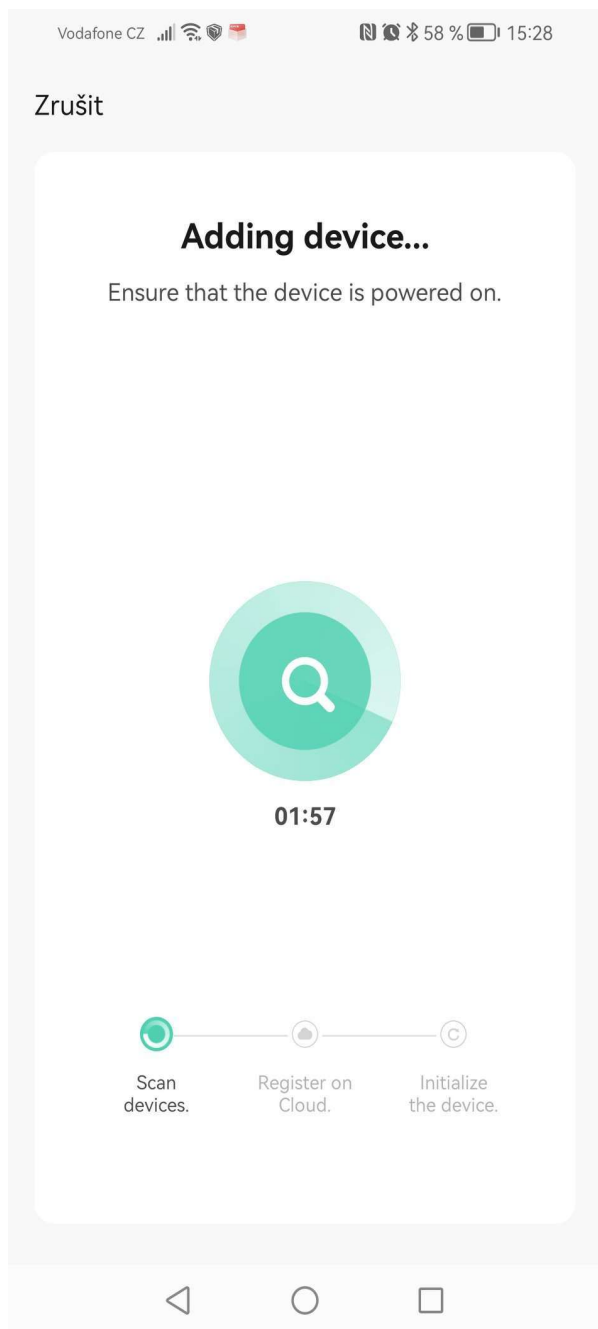 Vodafone CZ 58 % 15:28
Zrušit
Adding device...
Ensure that the device is powered on.
01:57
Scan Register on Initialize
devices. Cloud. the device.